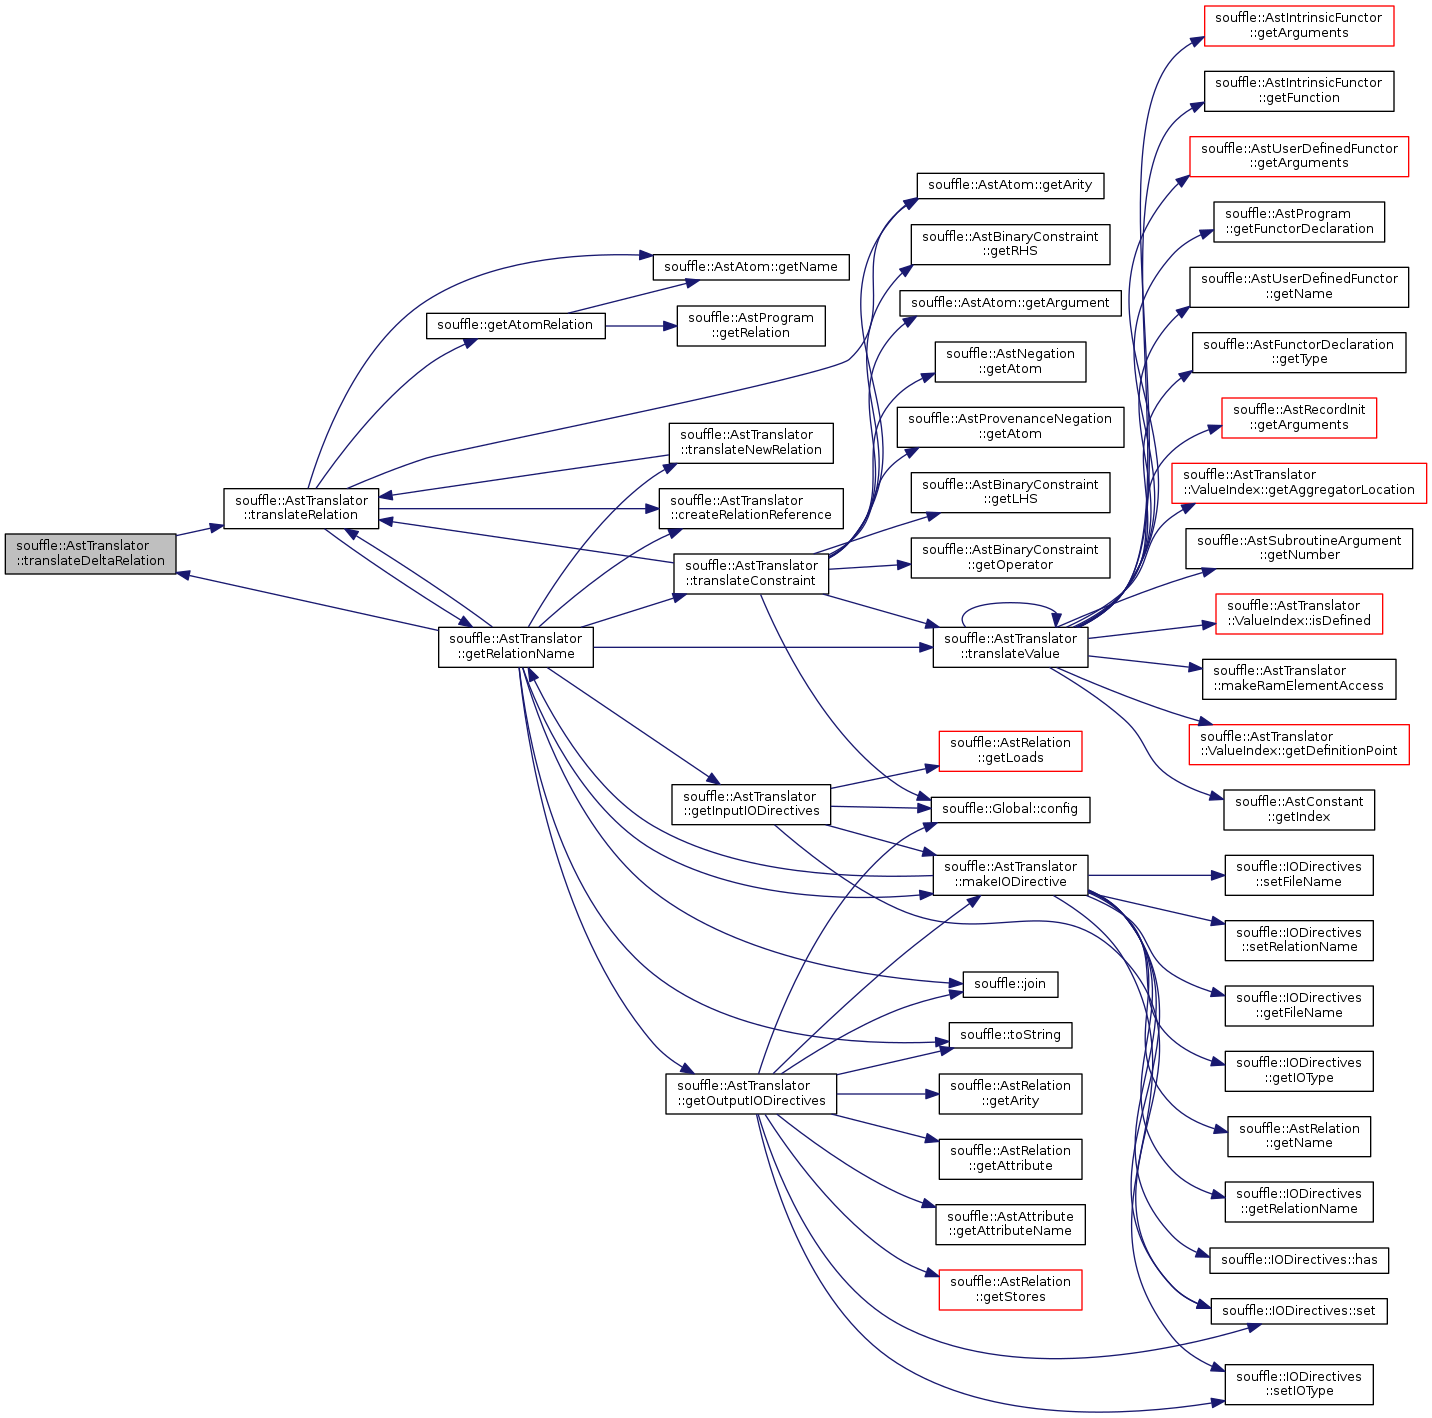 souffle::AstTranslator
::translateDeltaRelation
souffle::AstTranslator
::translateRelation
souffle::getAtomRelation
souffle::AstTranslator
::getRelationName
souffle::AstAtom::getName
souffle::AstProgram
::getRelation
souffle::AstTranslator
::translateNewRelation
souffle::AstTranslator
::createRelationReference
souffle::AstTranslator
::translateConstraint
souffle::AstTranslator
::getInputIODirectives
souffle::AstTranslator
::getOutputIODirectives
souffle::AstAtom::getArity
souffle::AstBinaryConstraint
::getRHS
souffle::AstAtom::getArgument
souffle::AstNegation
::getAtom
souffle::AstProvenanceNegation
::getAtom
souffle::AstBinaryConstraint
::getLHS
souffle::AstBinaryConstraint
::getOperator
souffle::AstTranslator
::translateValue
souffle::AstRelation
::getLoads
souffle::Global::config
souffle::AstTranslator
::makeIODirective
souffle::join
souffle::toString
souffle::AstRelation
::getArity
souffle::AstRelation
::getAttribute
souffle::AstAttribute
::getAttributeName
souffle::AstRelation
::getStores
souffle::AstIntrinsicFunctor
::getArguments
souffle::AstIntrinsicFunctor
::getFunction
souffle::AstUserDefinedFunctor
::getArguments
souffle::AstProgram
::getFunctorDeclaration
souffle::AstUserDefinedFunctor
::getName
souffle::AstFunctorDeclaration
::getType
souffle::AstRecordInit
::getArguments
souffle::AstTranslator
::ValueIndex::getAggregatorLocation
souffle::AstSubroutineArgument
::getNumber
souffle::AstTranslator
::ValueIndex::isDefined
souffle::AstTranslator
::makeRamElementAccess
souffle::AstTranslator
::ValueIndex::getDefinitionPoint
souffle::AstConstant
::getIndex
souffle::IODirectives
::setFileName
souffle::IODirectives
::setRelationName
souffle::IODirectives
::getFileName
souffle::IODirectives
::getIOType
souffle::AstRelation
::getName
souffle::IODirectives
::getRelationName
souffle::IODirectives::has
souffle::IODirectives::set
souffle::IODirectives
::setIOType